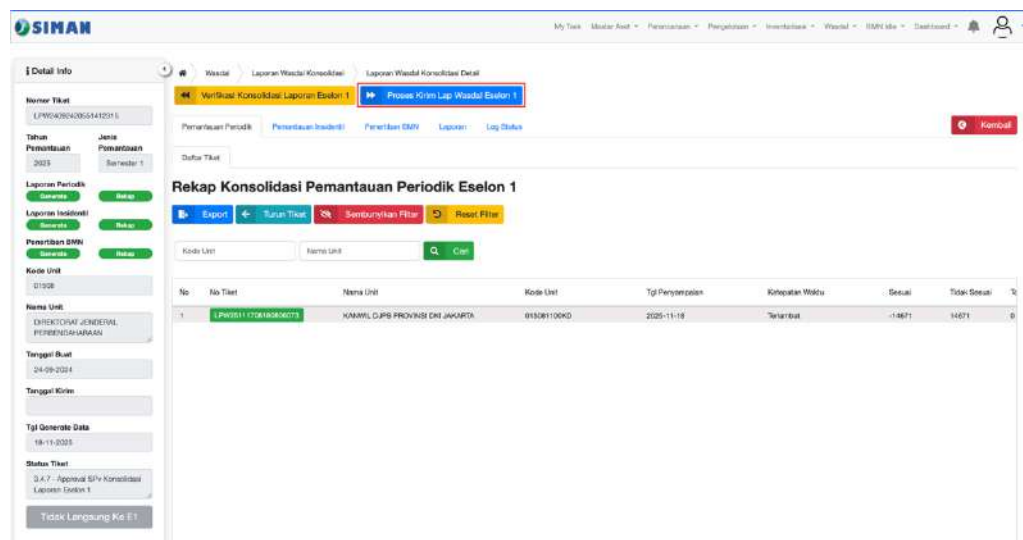 SIMAN
My Task Master Aset Perencanaan Pengelolaan Inventarisasi Wasdal BMN Idle Dashboard
Detail Info
Wasdal Laporan Wasdal Konsolidasi Laporan Wasdal Konsolidasi Detail
Verifikasi Konsolidasi Laporan Eselon 1 Proses Kirim Lap Wasdal Eselon 1
Nomor Tiket
Pemantauan Periodik Pemantauan Insidentil Penertiban BMN Laporan Log Status Kembali
Tahun Pemantauan Jenis Pemantauan
2025 Semester 1
Daftar Tiket
Laporan Periodik
Generate Rekap
Rekap Konsolidasi Pemantauan Periodik Eselon 1
Laporan Insidentil
Generate Rekap
Export Turun Tiket Sembunyikan Filter Reset Filter
Penertiban BMN
Generate Rekap
Kode Unit Nama Unit Cari
Kode Unit
01508
No No Tiket Nama Unit Kode Unit Tgl Penyampaian Ketepatan Waktu Sesuai Tidak Sesuai
1 KANWIL DJPB PROVINSI DKI JAKARTA 015081100KD 2025-11-18 Terlambat -14671 14671 0
Nama Unit
DIREKTORAT JENDERAL
PERBENDAHARAAN
Tanggal Buat
24-09-2024
Tanggal Kirim
Tgl Generate Data
18-11-2025
Status Tiket
3.4.7 - Approval SPv Konsolidasi
Laporan Eselon 1
Tidak Langsung Ke E1